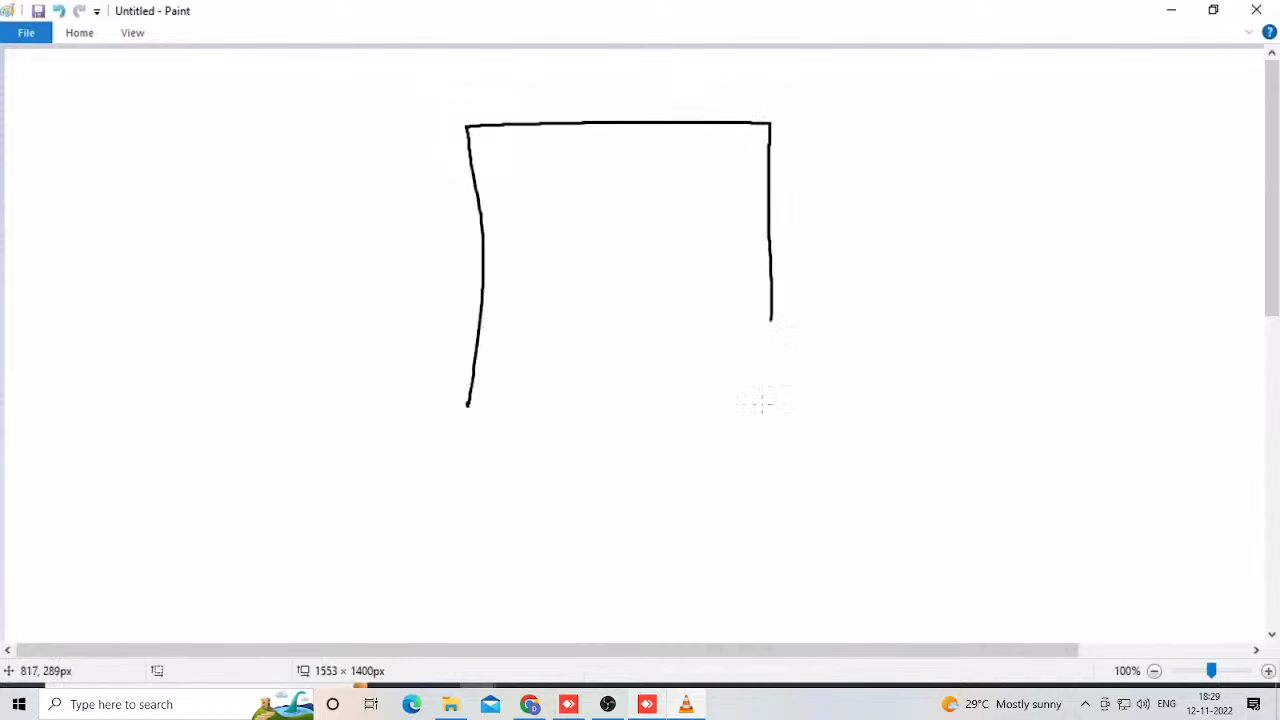 Untitled - Paint
File Home View
817, 289px 1553 × 1400px 100%
Type here to search 29°C Mostly sunny ENG 18:29
12-11-2022